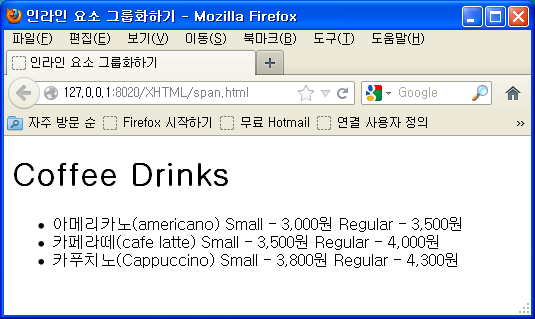 인라인 요소 그룹화하기 - Mozilla Firefox
파일(F) 편집(E) 보기(V) 이동(S) 북마크(B) 도구(T) 도움말(H)
인라인 요소 그룹화하기
127.0.0.1:8020/XHTML/span.html Google
자주 방문 순 Firefox 시작하기 무료 Hotmail 연결 사용자 정의 »
Coffee Drinks
• 아메리카노(americano) Small - 3,000원 Regular - 3,500원
• 카페라떼(cafe latte) Small - 3,500원 Regular - 4,000원
• 카푸치노(Cappuccino) Small - 3,800원 Regular - 4,300원